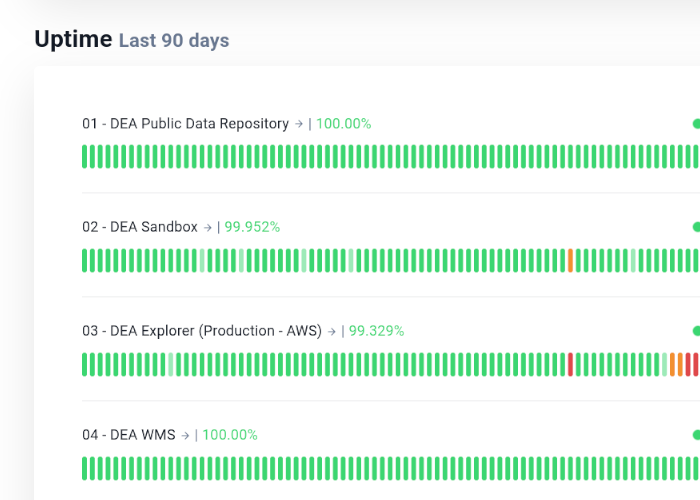 Uptime Last 90 days
01 - DEA Public Data Repository → | 100.00%
02 - DEA Sandbox → | 99.952%
03 - DEA Explorer (Production - AWS) → | 99.329%
04 - DEA WMS → | 100.00%